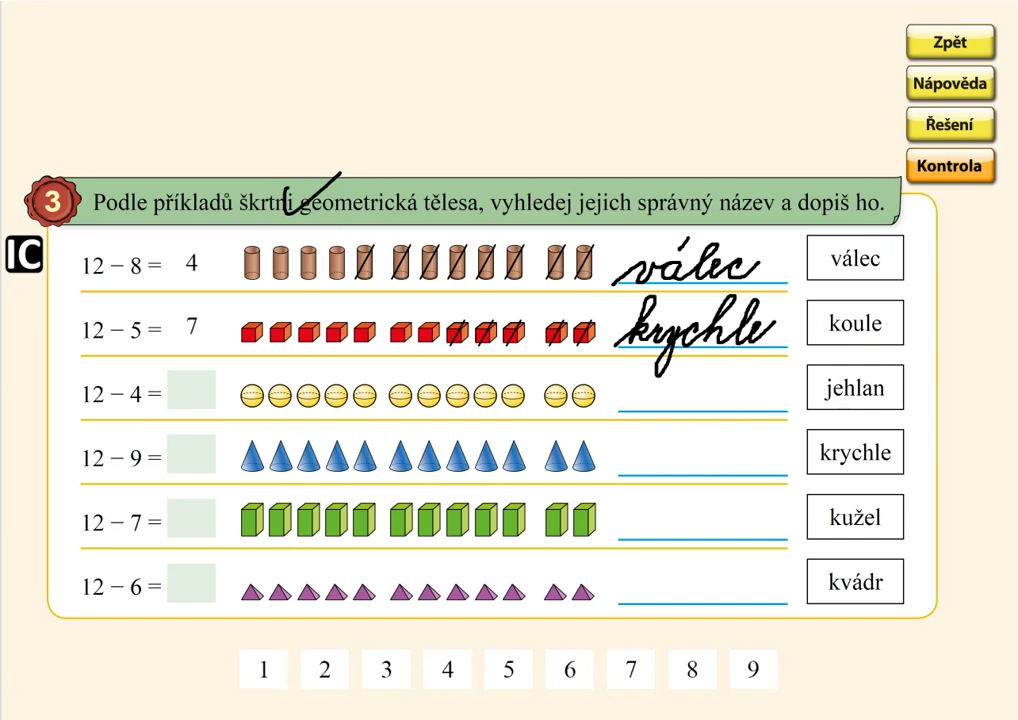 Zpět
Nápověda
Řešení
Kontrola
3 Podle příkladů škrtni geometrická tělesa, vyhledej jejich správný název a dopiš ho.
IC
12 − 8 = 4 válec válec
12 − 5 = 7 krychle koule
12 − 4 = jehlan
12 − 9 = krychle
12 − 7 = kužel
12 − 6 = kvádr
1 2 3 4 5 6 7 8 9